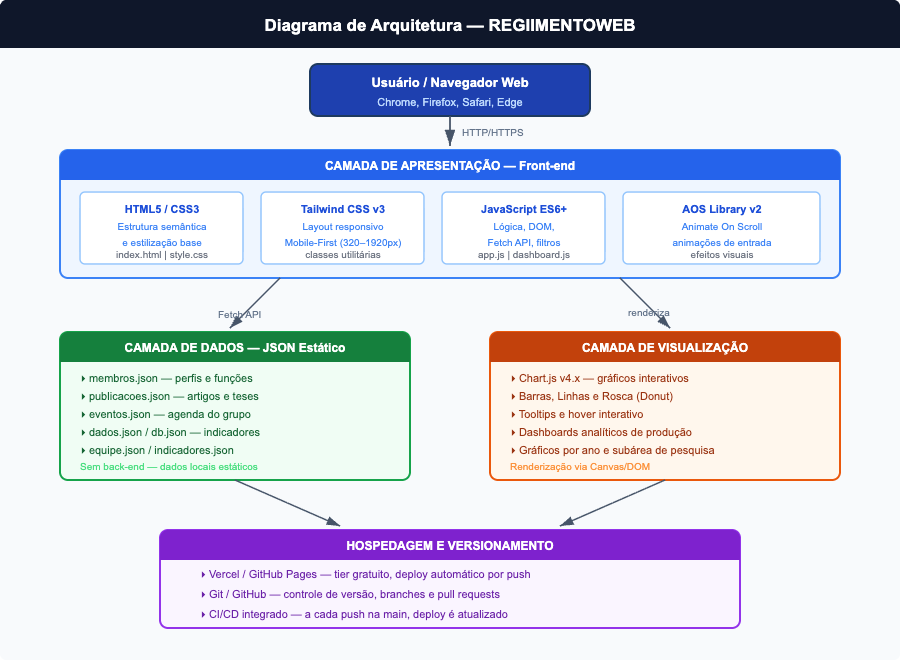 Diagrama de Arquitetura — REGIIMENTOWEB
Usuário / Navegador Web
Chrome, Firefox, Safari, Edge
HTTP/HTTPS
CAMADA DE APRESENTAÇÃO — Front-end
HTML5 / CSS3
Estrutura semântica
e estilização base
index.html | style.css
Tailwind CSS v3
Layout responsivo
Mobile-First (320–1920px)
classes utilitárias
JavaScript ES6+
Lógica, DOM,
Fetch API, filtros
app.js | dashboard.js
AOS Library v2
Animate On Scroll
animações de entrada
efeitos visuais
Fetch API
renderiza
CAMADA DE DADOS — JSON Estático
membros.json — perfis e funções
publicacoes.json — artigos e teses
eventos.json — agenda do grupo
dados.json / db.json — indicadores
equipe.json / indicadores.json
Sem back-end — dados locais estáticos
CAMADA DE VISUALIZAÇÃO
Chart.js v4.x — gráficos interativos
Barras, Linhas e Rosca (Donut)
Tooltips e hover interativo
Dashboards analíticos de produção
Gráficos por ano e subárea de pesquisa
Renderização via Canvas/DOM
HOSPEDAGEM E VERSIONAMENTO
Vercel / GitHub Pages — tier gratuito, deploy automático por push
Git / GitHub — controle de versão, branches e pull requests
CI/CD integrado — a cada push na main, deploy é atualizado